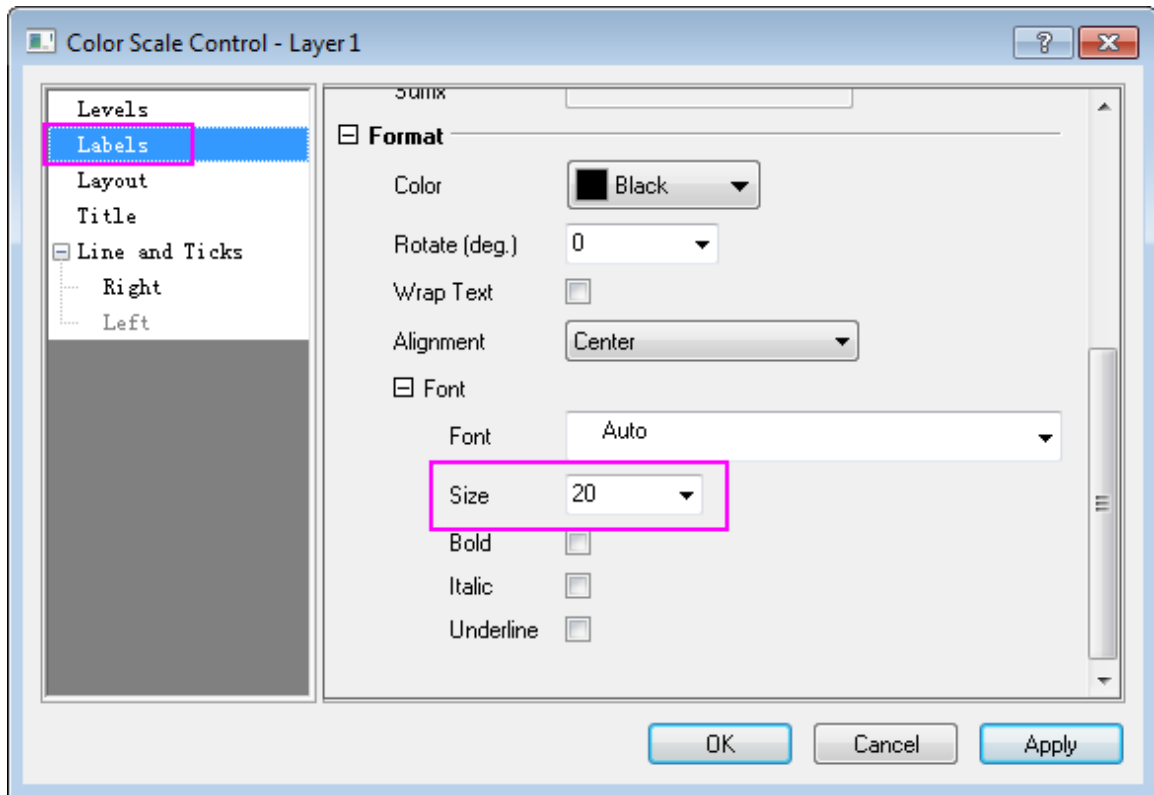 Color Scale Control - Layer 1
Levels
Labels
Layout
Title
Line and Ticks
Right
Left
Suffix
Format
Color
Black
Rotate (deg.)
0
Wrap Text
Alignment
Center
Font
Font
Auto
Size
20
Bold
Italic
Underline
OK
Cancel
Apply